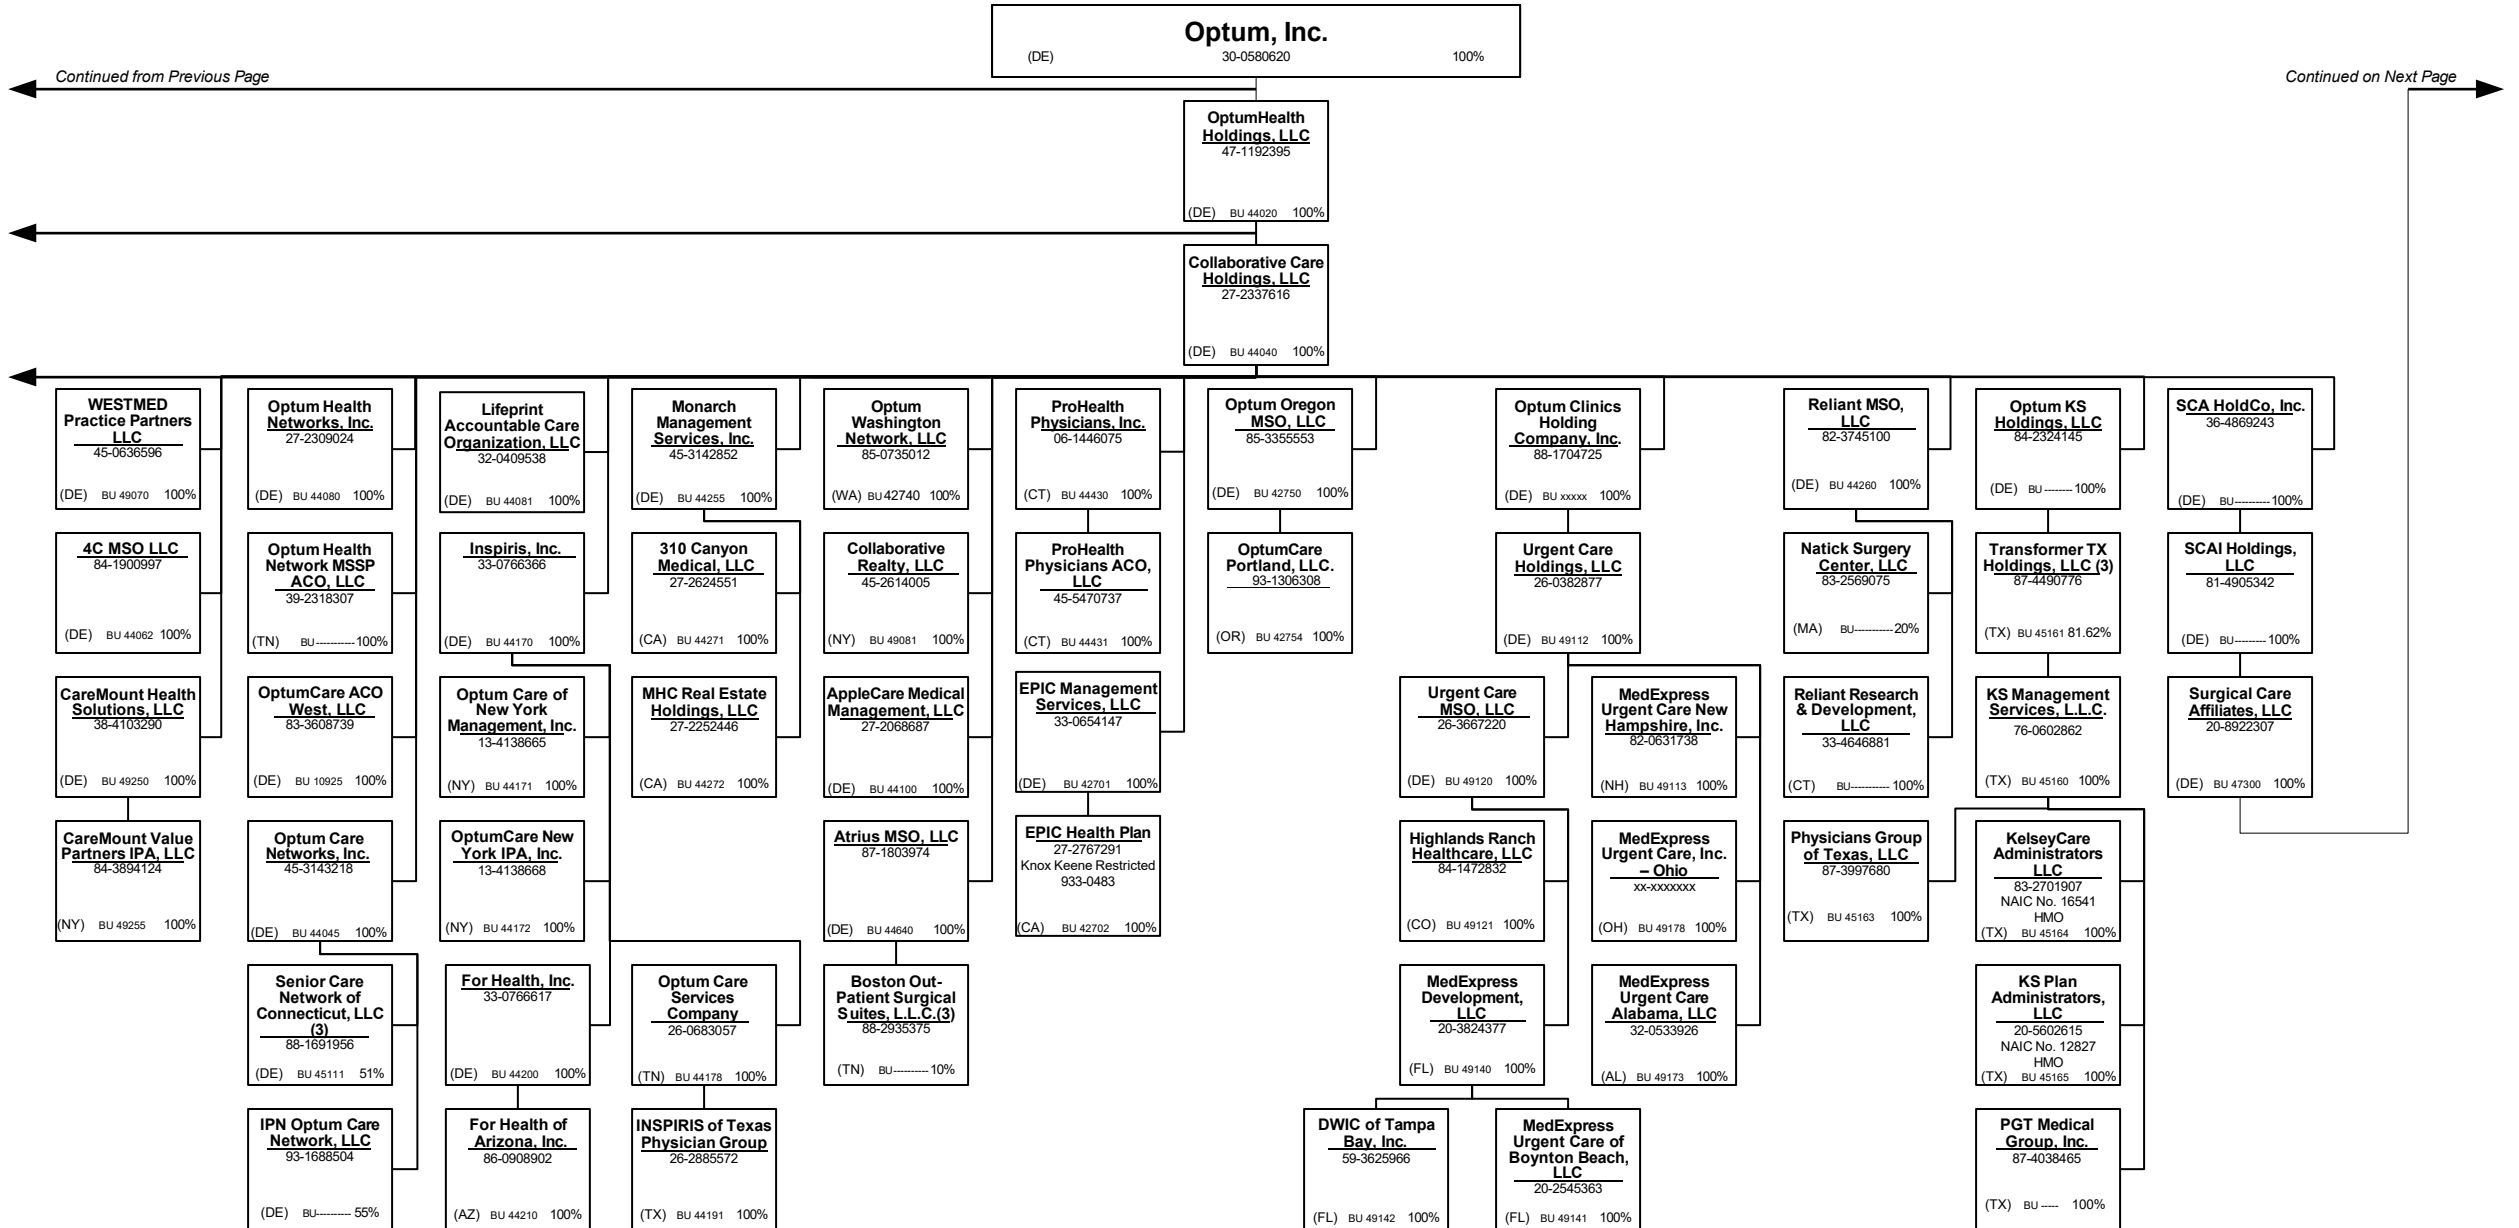 Optum, Inc.
(DE) 30-0580620 100%
Continued from Previous Page
Continued on Next Page
OptumHealth
Holdings, LLC
47-1192395
(DE) BU 44020 100%
Collaborative Care
Holdings, LLC
27-2337616
(DE) BU 44040 100%
WESTMED
Practice Partners
LLC
45-0636596
(DE) BU 49070 100%
Optum Health
Networks, Inc.
27-2309024
(DE) BU 44080 100%
Lifeprint
Accountable Care
Organization, LLC
32-0409538
(DE) BU 44081 100%
Monarch
Management
Services, Inc.
45-3142852
(DE) BU 44255 100%
Optum
Washington
Network, LLC
85-0735012
(WA) BU 42740 100%
ProHealth
Physicians, Inc.
06-1446075
(CT) BU 44430 100%
Optum Oregon
MSO, LLC
85-3355553
(DE) BU 42750 100%
Optum Clinics
Holding
Company, Inc.
88-1704725
(DE) BU xxxxx 100%
Reliant MSO,
LLC
82-3745100
(DE) BU 44260 100%
Optum KS
Holdings, LLC
84-2324145
(DE) BU -------- 100%
SCA HoldCo, Inc.
36-4869243
(DE) BU---------- 100%
4C MSO LLC
84-1900997
(DE) BU 44062 100%
Optum Health
Network MSSP
ACO, LLC
39-2318307
(TN) BU----------- 100%
Inspiris, Inc.
33-0766366
(DE) BU 44170 100%
310 Canyon
Medical, LLC
27-2624551
(CA) BU 44271 100%
Collaborative
Realty, LLC
45-2614005
(NY) BU 49081 100%
ProHealth
Physicians ACO,
LLC
45-5470737
(CT) BU 44431 100%
OptumCare
Portland, LLC.
93-1306308
(OR) BU 42754 100%
Urgent Care
Holdings, LLC
26-0382877
(DE) BU 49112 100%
Natick Surgery
Center, LLC
83-2569075
(MA) BU----------- 20%
Transformer TX
Holdings, LLC (3)
87-4490776
(TX) BU 45161 81.62%
SCAI Holdings,
LLC
81-4905342
(DE) BU--------- 100%
CareMount Health
Solutions, LLC
38-4103290
(DE) BU 49250 100%
OptumCare ACO
West, LLC
83-3608739
(DE) BU 10925 100%
Optum Care of
New York
Management, Inc.
13-4138665
(NY) BU 44171 100%
MHC Real Estate
Holdings, LLC
27-2252446
(CA) BU 44272 100%
AppleCare Medical
Management, LLC
27-2068687
(DE) BU 44100 100%
EPIC Management
Services, LLC
33-0654147
(DE) BU 42701 100%
Urgent Care
MSO, LLC
26-3667220
(DE) BU 49120 100%
MedExpress
Urgent Care New
Hampshire, Inc.
82-0631738
(NH) BU 49113 100%
Reliant Research
& Development,
LLC
33-4646881
(CT) BU----------- 100%
KS Management
Services, L.L.C.
76-0602862
(TX) BU 45160 100%
Surgical Care
Affiliates, LLC
20-8922307
(DE) BU 47300 100%
CareMount Value
Partners IPA, LLC
84-3894124
(NY) BU 49255 100%
Optum Care
Networks, Inc.
45-3143218
(DE) BU 44045 100%
OptumCare New
York IPA, Inc.
13-4138668
(NY) BU 44172 100%
Atrius MSO, LLC
87-1803974
(DE) BU 44640 100%
EPIC Health Plan
27-2767291
Knox Keene Restricted
933-0483
(CA) BU 42702 100%
Highlands Ranch
Healthcare, LLC
84-1472832
(CO) BU 49121 100%
MedExpress
Urgent Care, Inc.
– Ohio
xx-xxxxxxx
(OH) BU 49178 100%
Physicians Group
of Texas, LLC
87-3997680
(TX) BU 45163 100%
KelseyCare
Administrators
LLC
83-2701907
NAIC No. 16541
HMO
(TX) BU 45164 100%
Senior Care
Network of
Connecticut, LLC
(3)
88-1691956
(DE) BU 45111 51%
For Health, Inc.
33-0766617
(DE) BU 44200 100%
Optum Care
Services
Company
26-0683057
(TN) BU 44178 100%
Boston Out-
Patient Surgical
Suites, L.L.C.(3)
88-2935375
(TN) BU---------- 10%
MedExpress
Development,
LLC
20-3824377
(FL) BU 49140 100%
MedExpress
Urgent Care
Alabama, LLC
32-0533926
(AL) BU 49173 100%
KS Plan
Administrators,
LLC
20-5602615
NAIC No. 12827
HMO
(TX) BU 45165 100%
IPN Optum Care
Network, LLC
93-1688504
(DE) BU---------- 55%
For Health of
Arizona, Inc.
86-0908902
(AZ) BU 44210 100%
INSPIRIS of Texas
Physician Group
26-2885572
(TX) BU 44191 100%
DWIC of Tampa
Bay, Inc.
59-3625966
(FL) BU 49142 100%
MedExpress
Urgent Care of
Boynton Beach,
LLC
20-2545363
(FL) BU 49141 100%
PGT Medical
Group, Inc.
87-4038465
(TX) BU ----- 100%